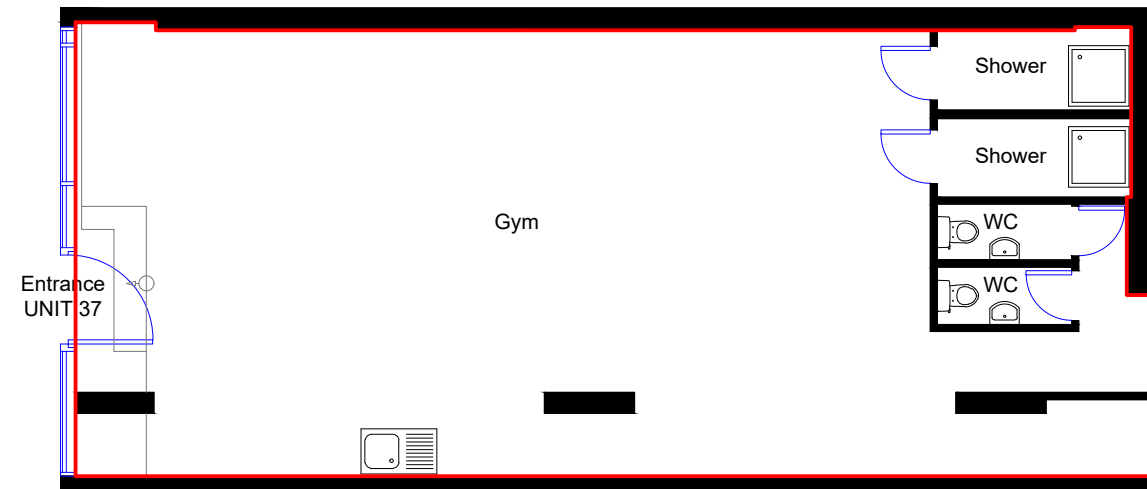 Shower
Shower
Gym
WC
WC
Entrance
UNIT 37